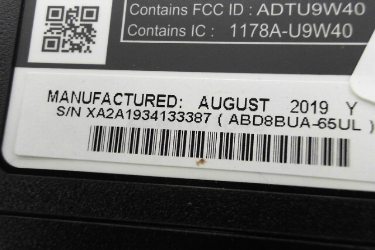 Contains FCC ID : ADTU9W40
Contains IC : 1178A-U9W40
MANUFACTURED: AUGUST 2019 Y
S/N XA2A1934133387 ( ABD8BUA-65UL )